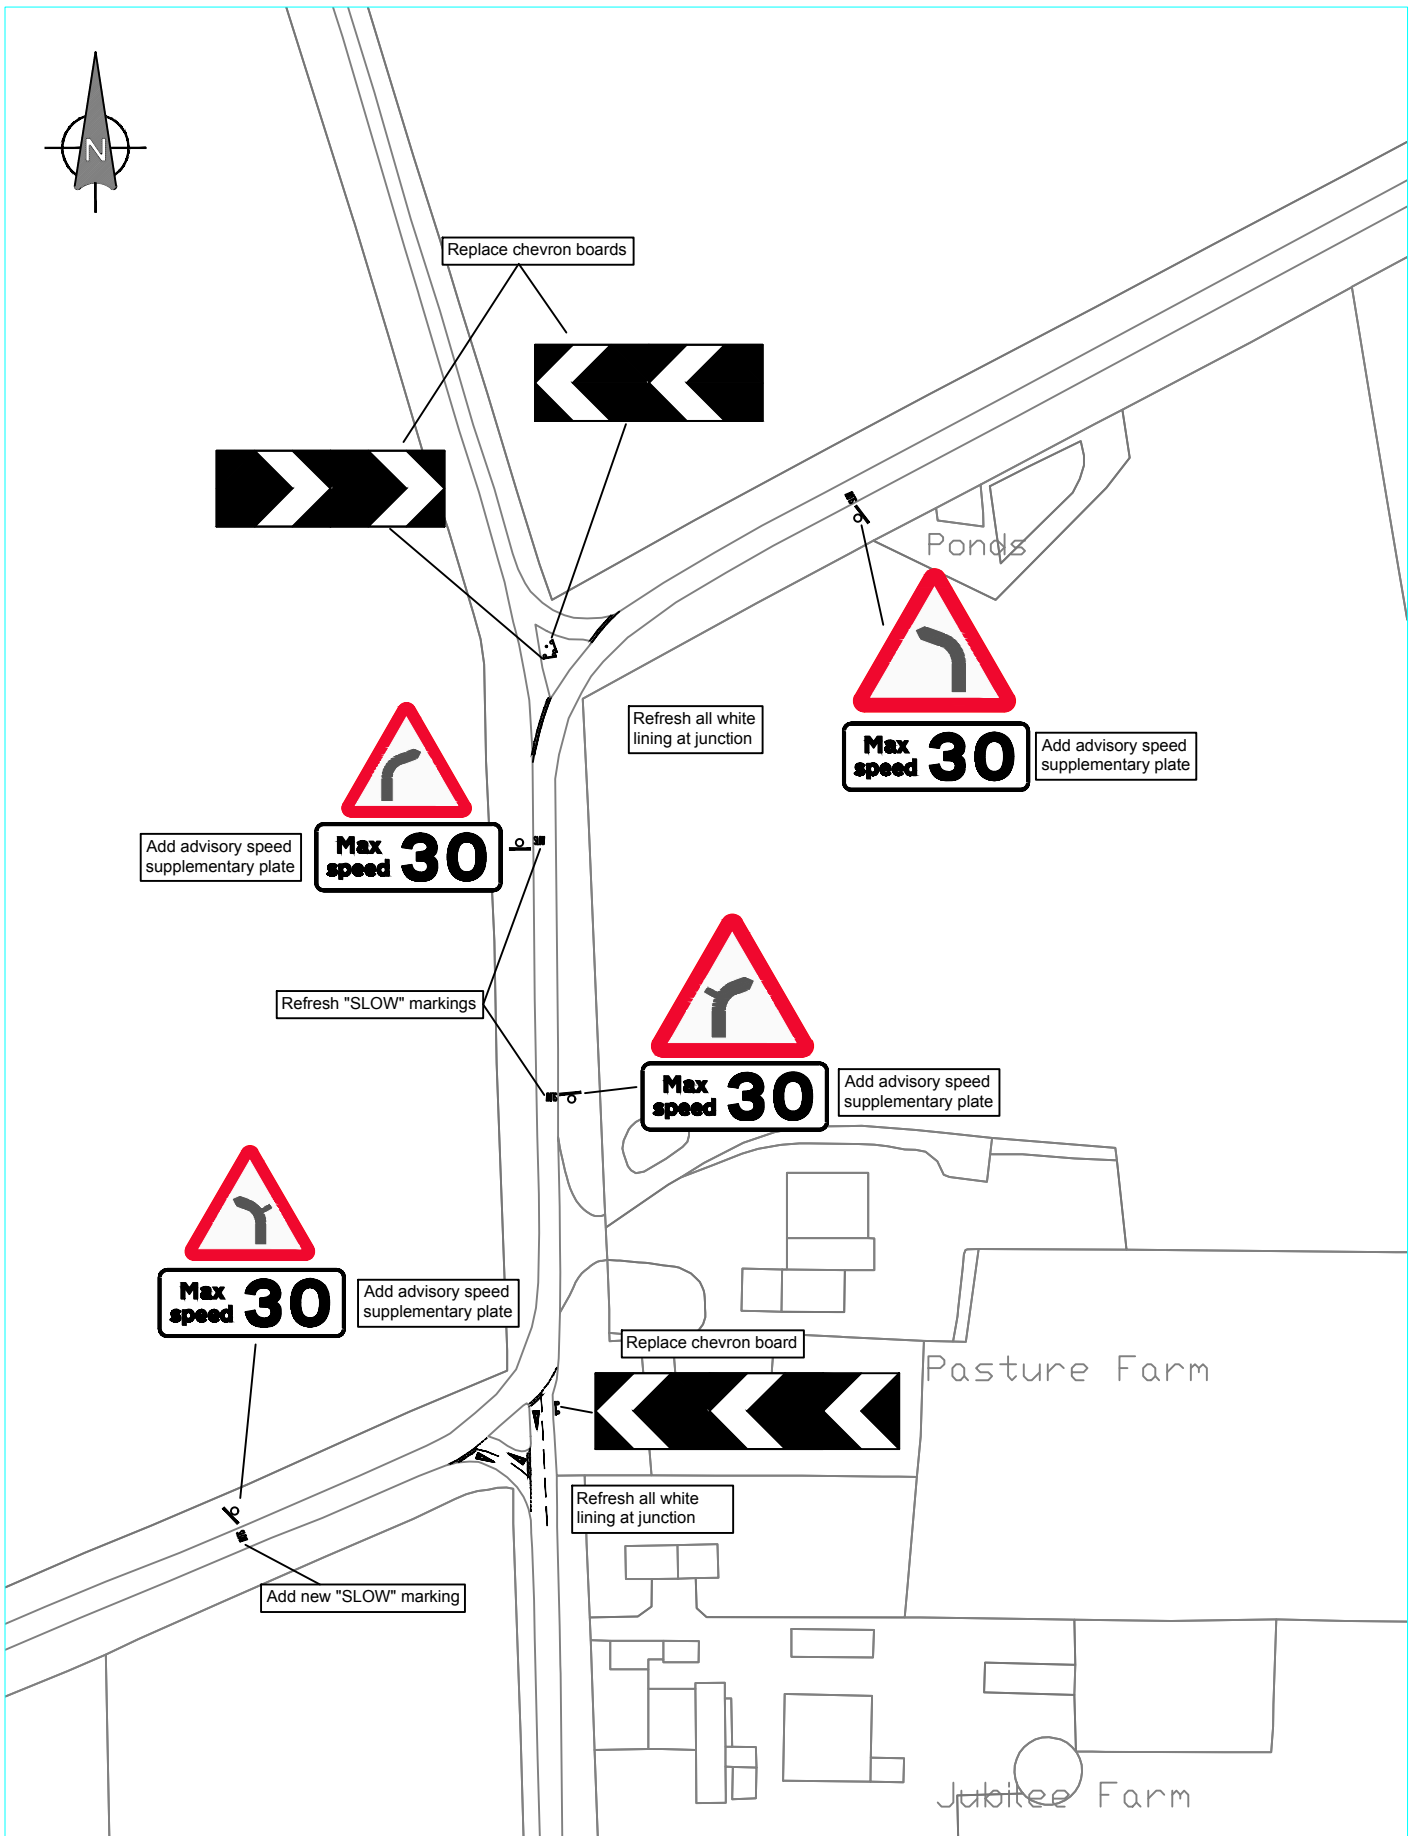 N
Replace chevron boards
Ponds
Refresh all white
lining at junction
Max
speed 30
Add advisory speed
supplementary plate
Add advisory speed
supplementary plate
Max
speed 30
SLOW
Refresh "SLOW" markings
Max
speed 30
Add advisory speed
supplementary plate
Max
speed 30
Add advisory speed
supplementary plate
Replace chevron board
Pasture Farm
Refresh all white
lining at junction
Add new "SLOW" marking
Jubilee Farm